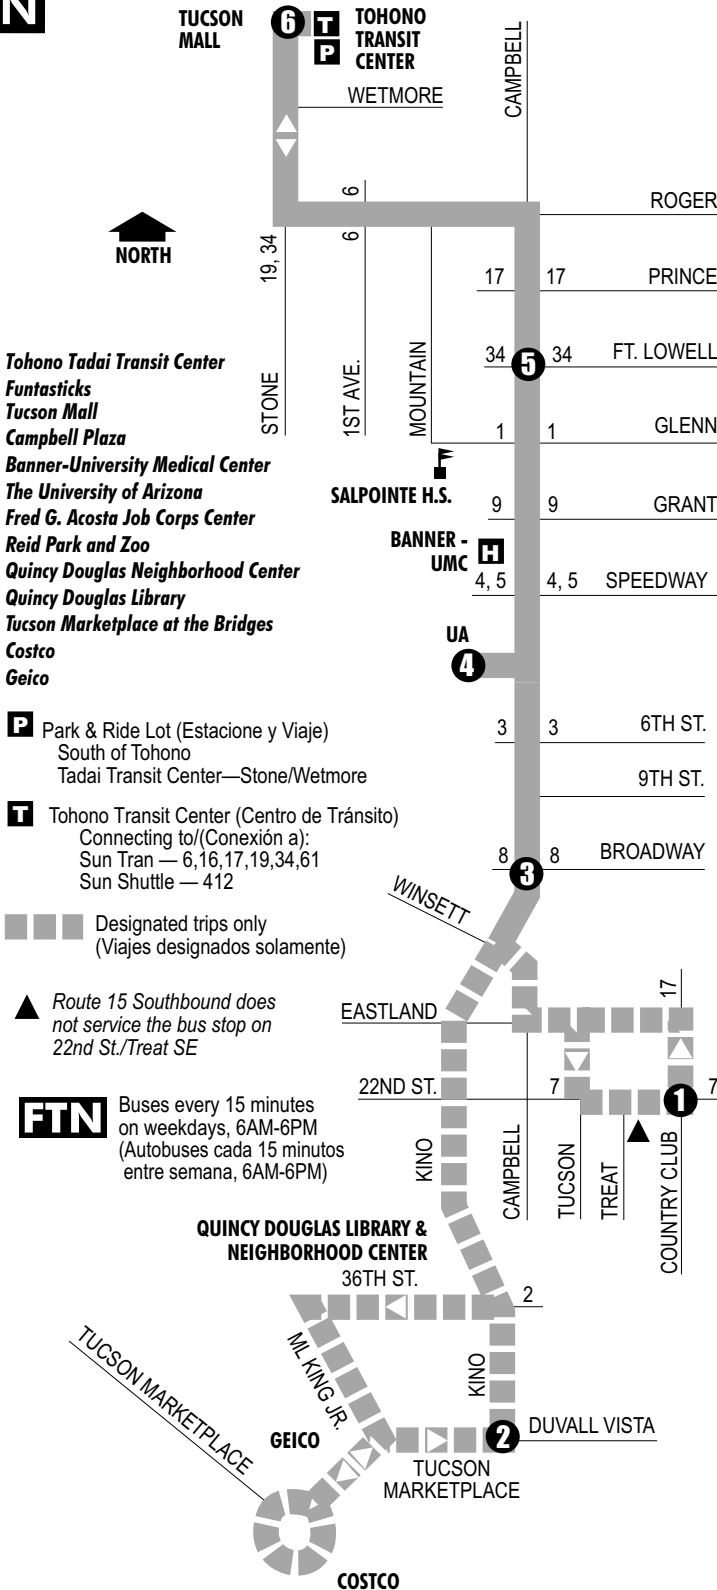 N
TUCSON
MALL
6
T
P
TOHONO
TRANSIT
CENTER
WETMORE
CAMPBELL
6
ROGER
NORTH
19, 34
6
17
17
PRINCE
34
5
34
FT. LOWELL
STONE
1ST AVE.
MOUNTAIN
1
1
GLENN
SALPOINTE H.S.
9
9
GRANT
BANNER -
UMC
H
4, 5
4, 5
SPEEDWAY
UA
4
3
3
6TH ST.
9TH ST.
8
8
BROADWAY
3
Tohono Tadai Transit Center
Funtasticks
Tucson Mall
Campbell Plaza
Banner-University Medical Center
The University of Arizona
Fred G. Acosta Job Corps Center
Reid Park and Zoo
Quincy Douglas Neighborhood Center
Quincy Douglas Library
Tucson Marketplace at the Bridges
Costco
Geico
P
Park & Ride Lot (Estacione y Viaje)
South of Tohono
Tadai Transit Center—Stone/Wetmore
T
Tohono Transit Center (Centro de Tránsito)
Connecting to/(Conexión a):
Sun Tran — 6,16,17,19,34,61
Sun Shuttle — 412
Designated trips only
(Viajes designados solamente)
Route 15 Southbound does
not service the bus stop on
22nd St./Treat SE
FTN
Buses every 15 minutes
on weekdays, 6AM-6PM
(Autobuses cada 15 minutos
entre semana, 6AM-6PM)
WINSETT
17
EASTLAND
22ND ST.
7
1
7
KINO
CAMPBELL
TUCSON
TREAT
COUNTRY CLUB
QUINCY DOUGLAS LIBRARY &
NEIGHBORHOOD CENTER
36TH ST.
2
TUCSON MARKETPLACE
ML KING JR.
KINO
GEICO
2
DUVALL VISTA
TUCSON
MARKETPLACE
COSTCO